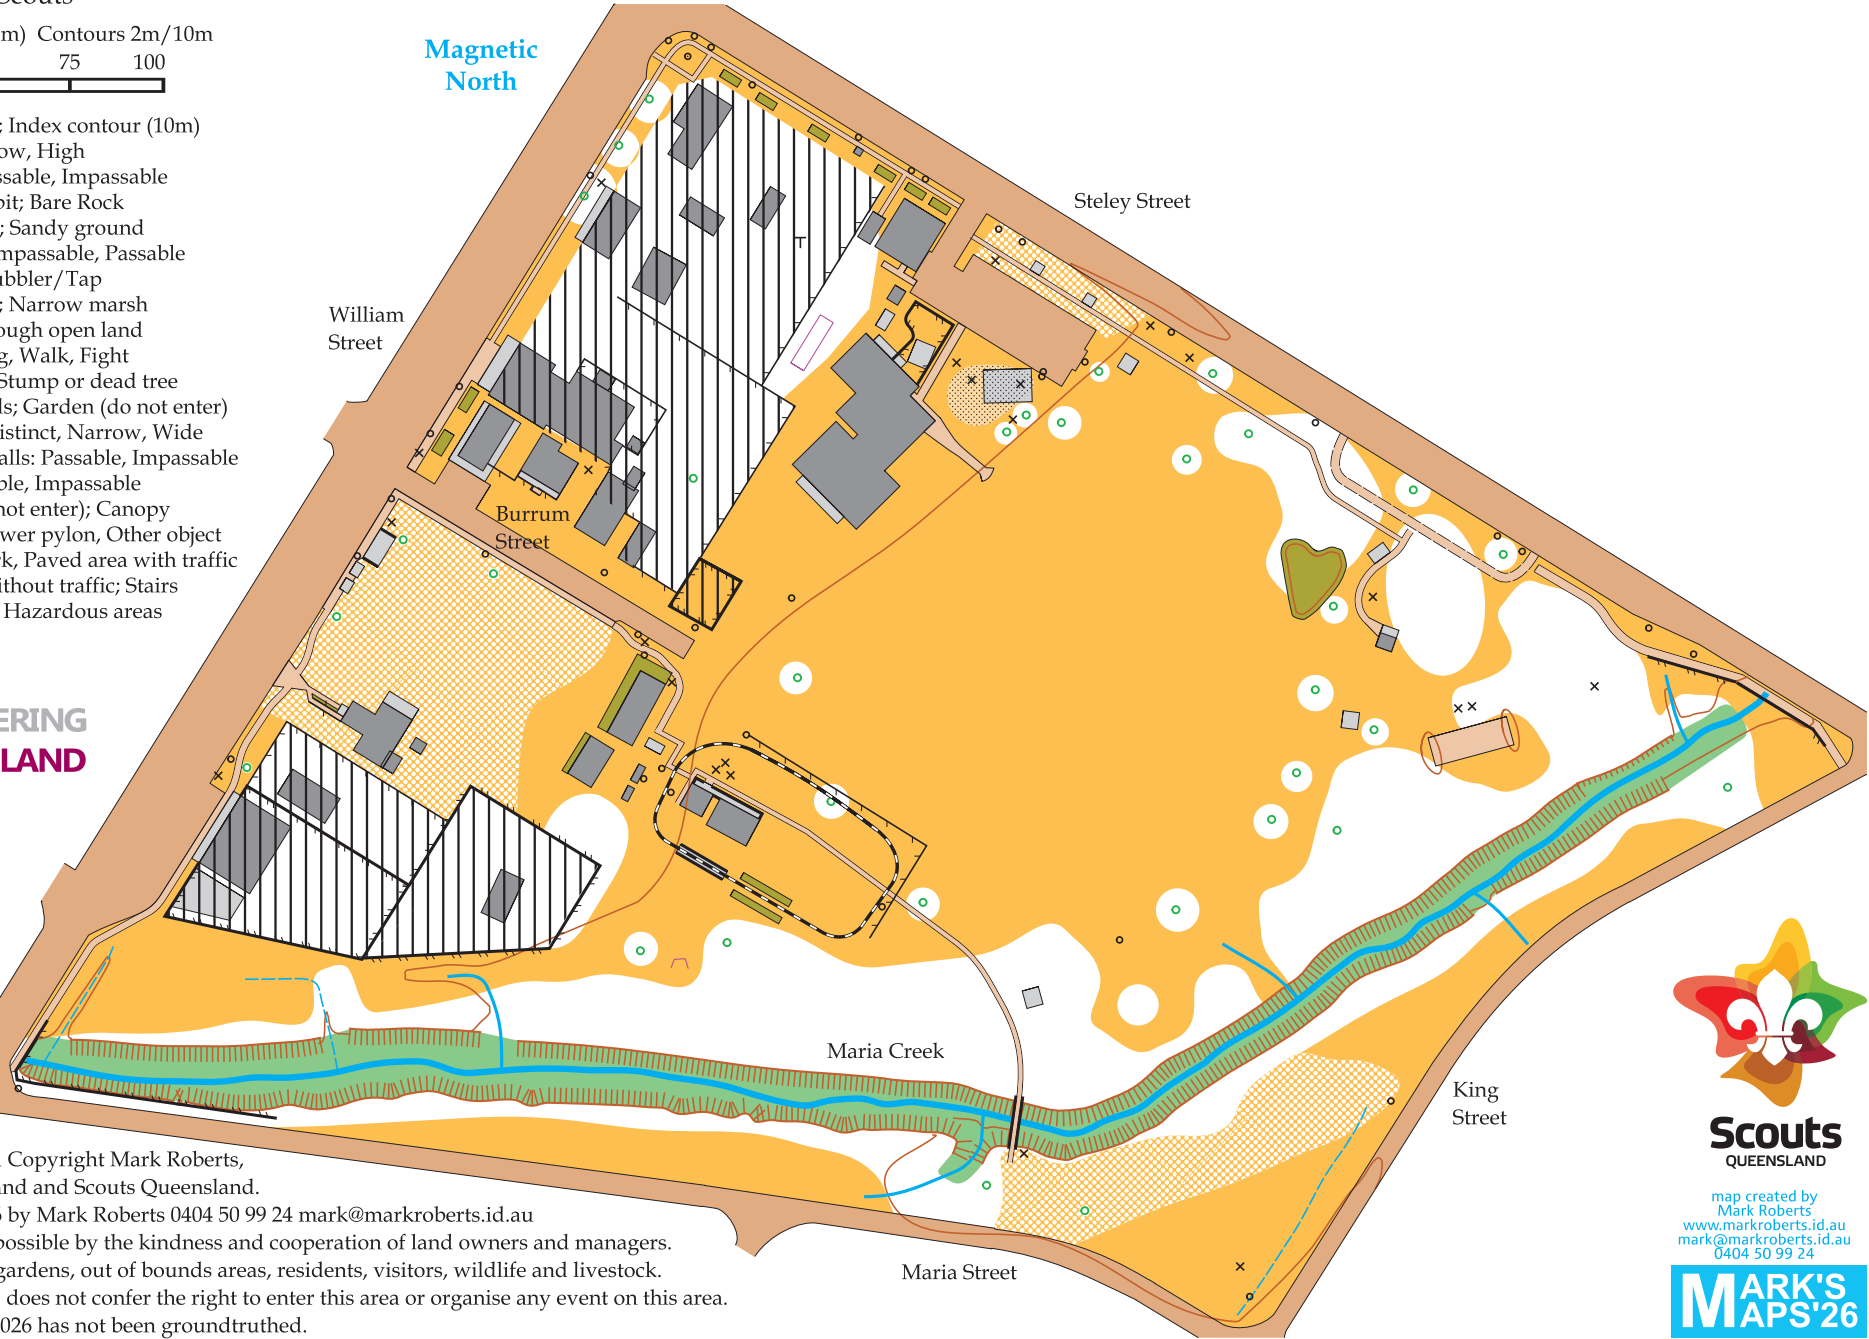 Scouts
m) Contours 2m/10m
75 100
; Index contour (10m)
ow, High
ssable, Impassable
pit; Bare Rock
; Sandy ground
mpassable, Passable
ubbler/Tap
; Narrow marsh
ough open land
g, Walk, Fight
Stump or dead tree
ds; Garden (do not enter)
istinct, Narrow, Wide
alls: Passable, Impassable
ble, Impassable
not enter); Canopy
wer pylon, Other object
rk, Paved area with traffic
ithout traffic; Stairs
Hazardous areas
ERING
LAND
Magnetic
North
Steley Street
William
Street
Burrum
Street
Maria Creek
King
Street
Maria Street
Copyright Mark Roberts,
nd and Scouts Queensland.
6 by Mark Roberts 0404 50 99 24 mark@markroberts.id.au
possible by the kindness and cooperation of land owners and managers.
gardens, out of bounds areas, residents, visitors, wildlife and livestock.
does not confer the right to enter this area or organise any event on this area.
026 has not been groundtruthed.
Scouts
QUEENSLAND
map created by
Mark Roberts
www.markroberts.id.au
mark@markroberts.id.au
0404 50 99 24
MARK'S
MAPS'26